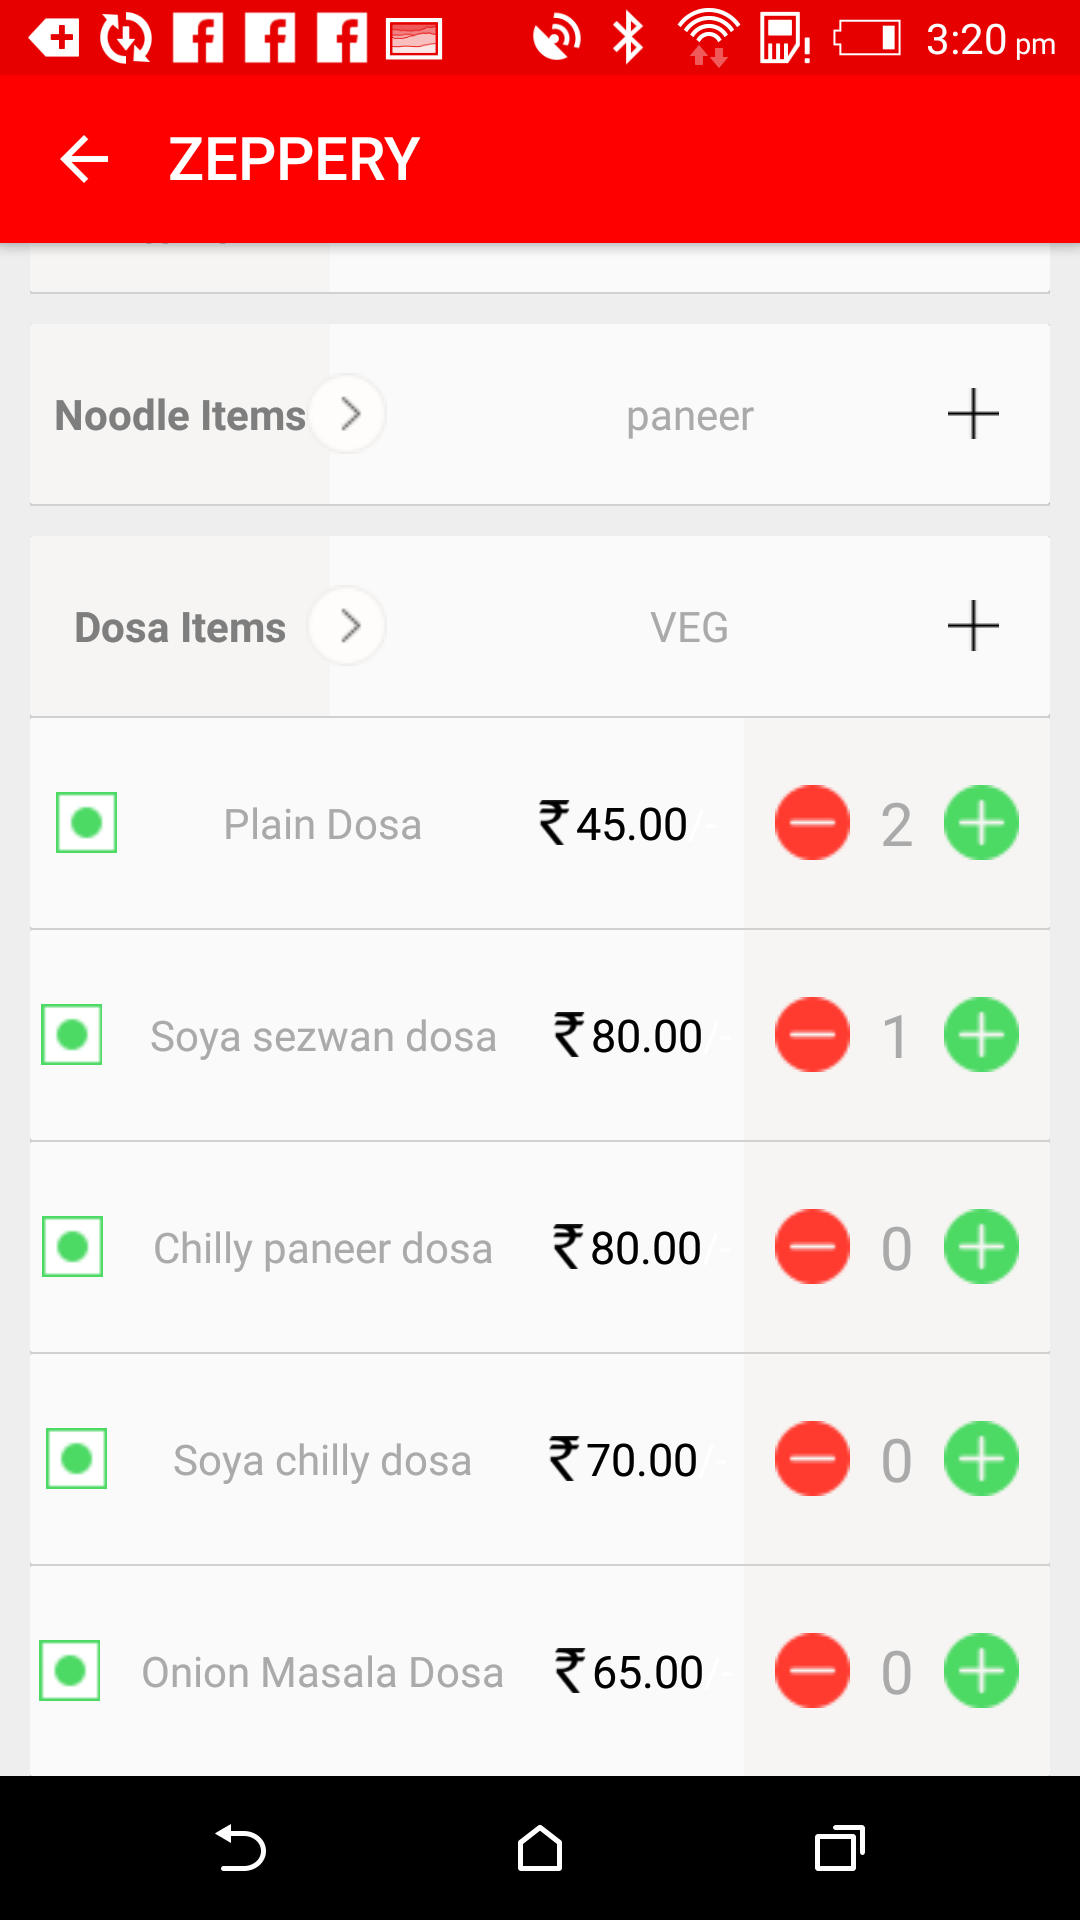 3:20 pm
ZEPPERY
Noodle Items paneer
Dosa Items VEG
Plain Dosa ₹45.00/- 2
Soya sezwan dosa ₹80.00/- 1
Chilly paneer dosa ₹80.00/- 0
Soya chilly dosa ₹70.00/- 0
Onion Masala Dosa ₹65.00/- 0